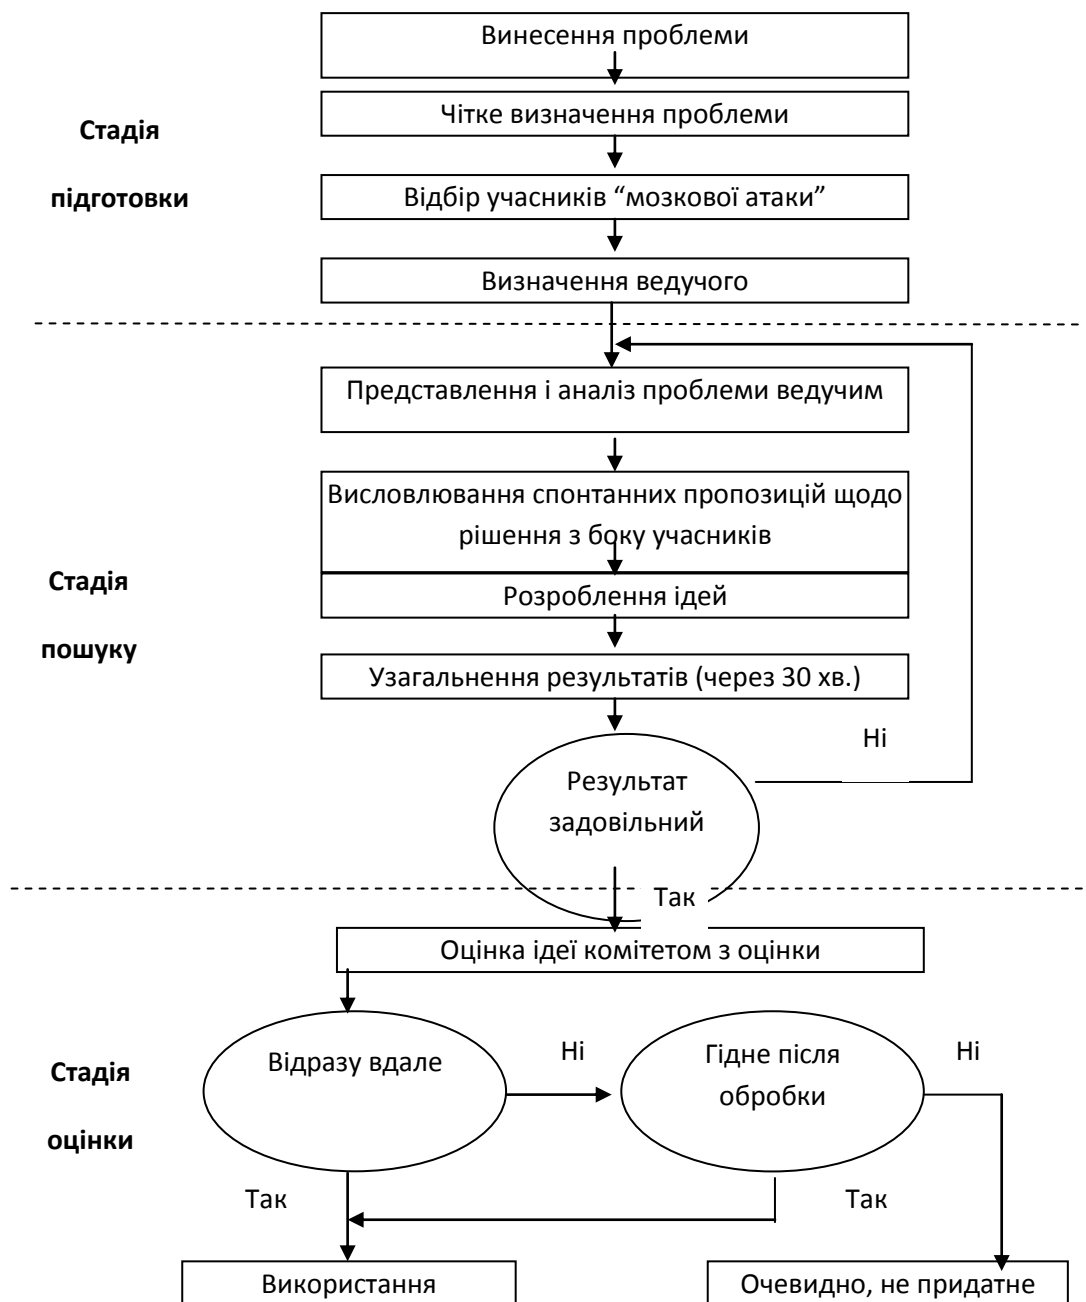 Винесення проблеми
Чітке визначення проблеми
Стадія
підготовки
Відбір учасників “мозкової атаки”
Визначення ведучого
Представлення і аналіз проблеми ведучим
Висловлювання спонтанних пропозицій щодо
рішення з боку учасників
Стадія
пошуку
Розроблення ідей
Узагальнення результатів (через 30 хв.)
Ні
Результат
задовільний
Так
Оцінка ідеї комітетом з оцінки
Стадія
оцінки
Відразу вдале
Ні
Гідне після
обробки
Ні
Так
Так
Використання
Очевидно, не придатне